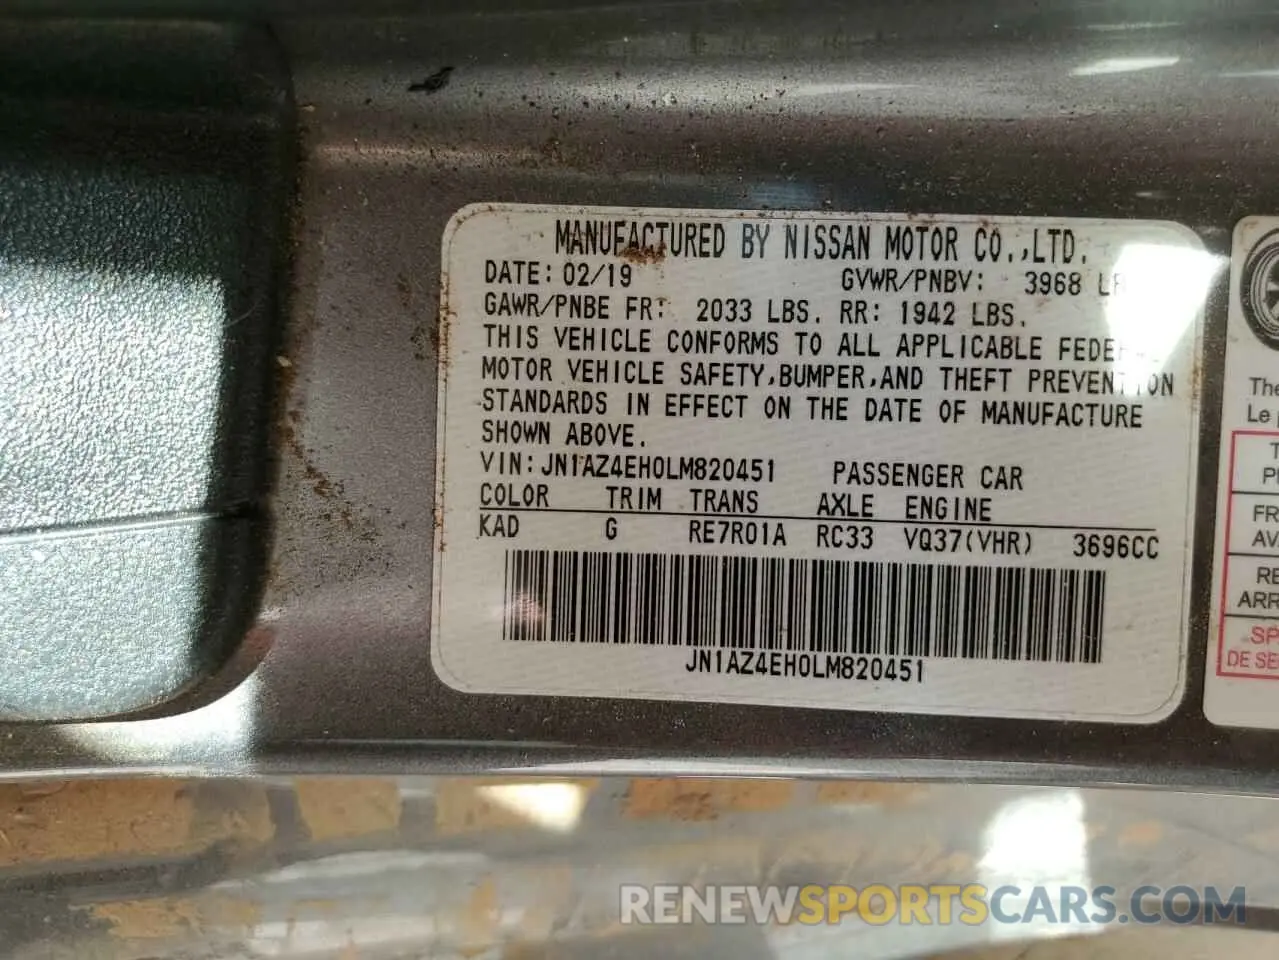 MANUFACTURED BY NISSAN MOTOR CO.,LTD.
DATE: 02/19 GVWR/PNBV: 3968
GAWR/PNBE FR: 2033 LBS. RR: 1942 LBS.
THIS VEHICLE CONFORMS TO ALL APPLICABLE
MOTOR VEHICLE SAFETY,BUMPER,AND THEFT PREVENTION
STANDARDS IN EFFECT ON THE DATE OF MANUFACTURE
SHOWN ABOVE.
VIN:JN1AZ4EH0LM820451 PASSENGER CAR
COLOR TRIM TRANS AXLE ENGINE
KAD G RE7R01A RC33 VQ37(VHR) 3696CC
JN1AZ4EH0LM820451
The
Le
DE
RENEWSPORTSCARS.COM